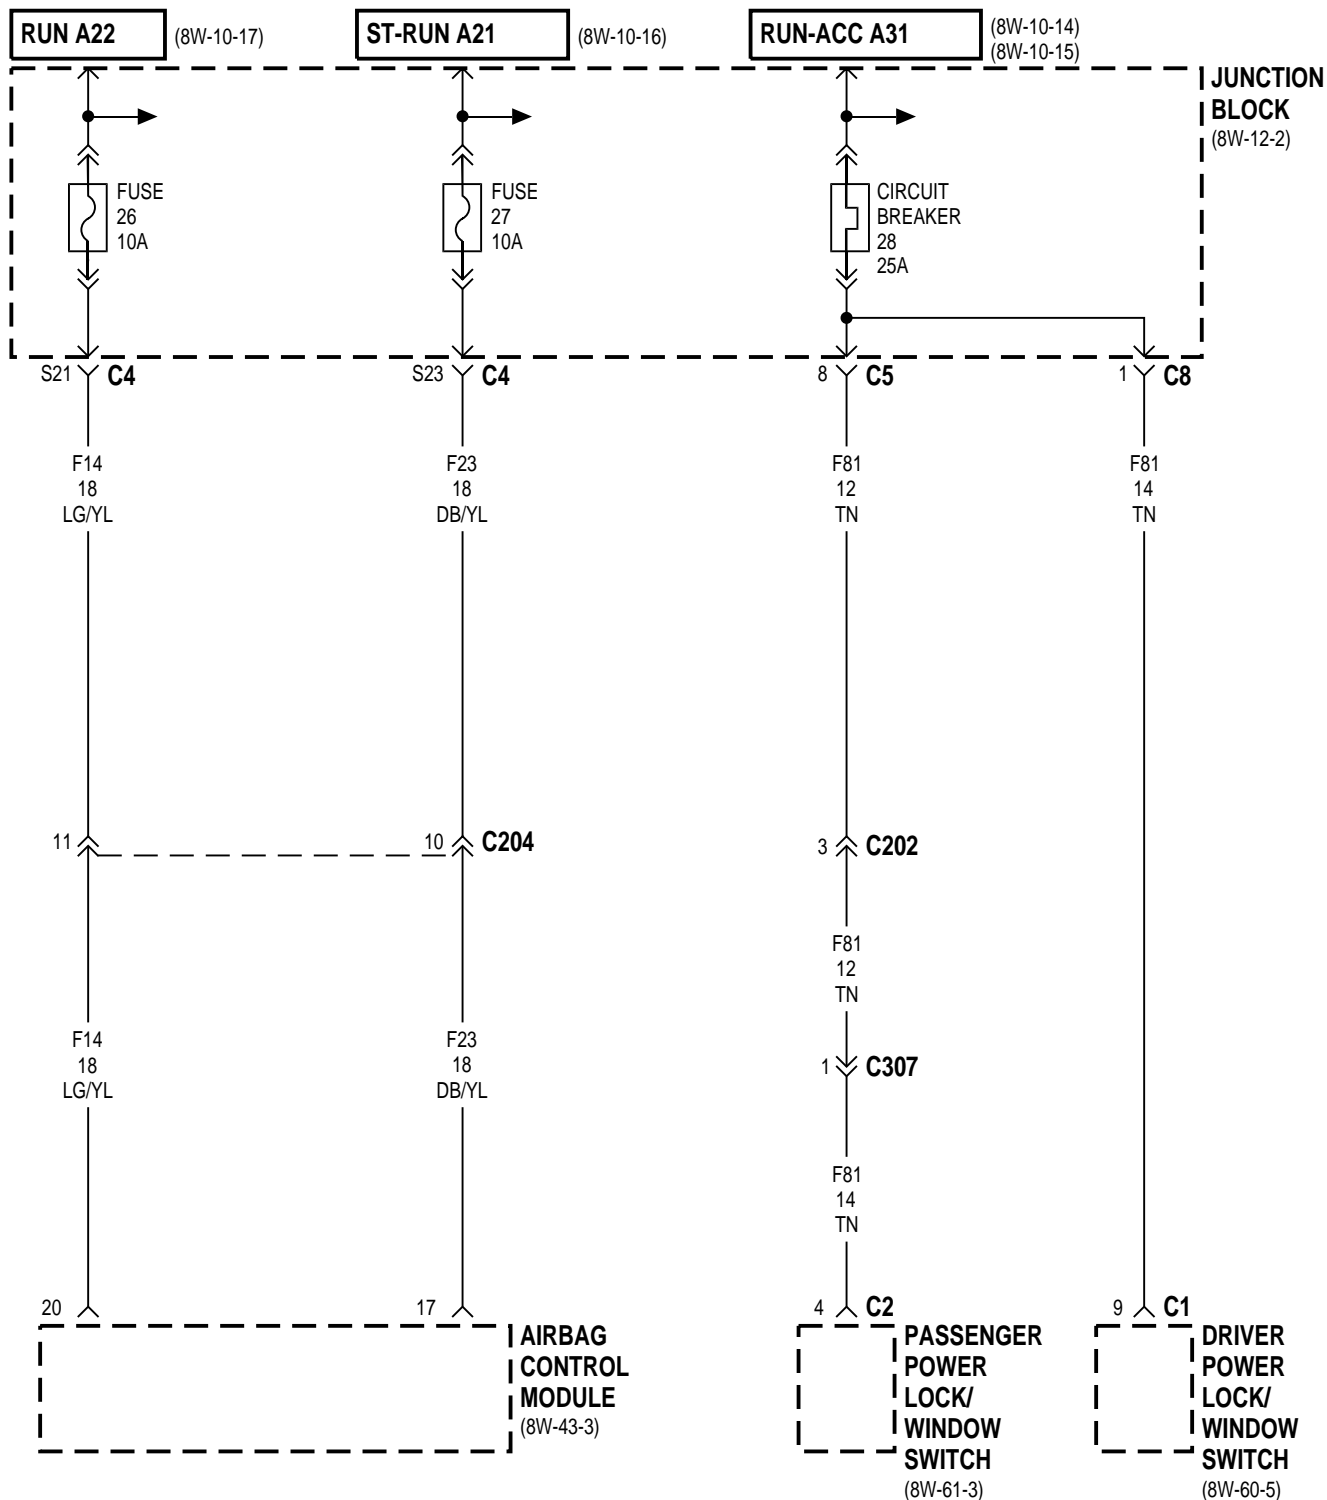 RUN A22
(8W-10-17)
ST-RUN A21
(8W-10-16)
RUN-ACC A31
(8W-10-14)
(8W-10-15)
JUNCTION
BLOCK
(8W-12-2)
FUSE
26
10A
FUSE
27
10A
CIRCUIT
BREAKER
28
25A
S21
C4
S23
C4
8
C5
1
C8
F14
18
LG/YL
F23
18
DB/YL
F81
12
TN
F81
14
TN
11
10
C204
3
C202
F81
12
TN
F14
18
LG/YL
F23
18
DB/YL
1
C307
F81
14
TN
20
17
4
C2
9
C1
AIRBAG
CONTROL
MODULE
(8W-43-3)
PASSENGER
POWER
LOCK/
WINDOW
SWITCH
(8W-61-3)
DRIVER
POWER
LOCK/
WINDOW
SWITCH
(8W-60-5)